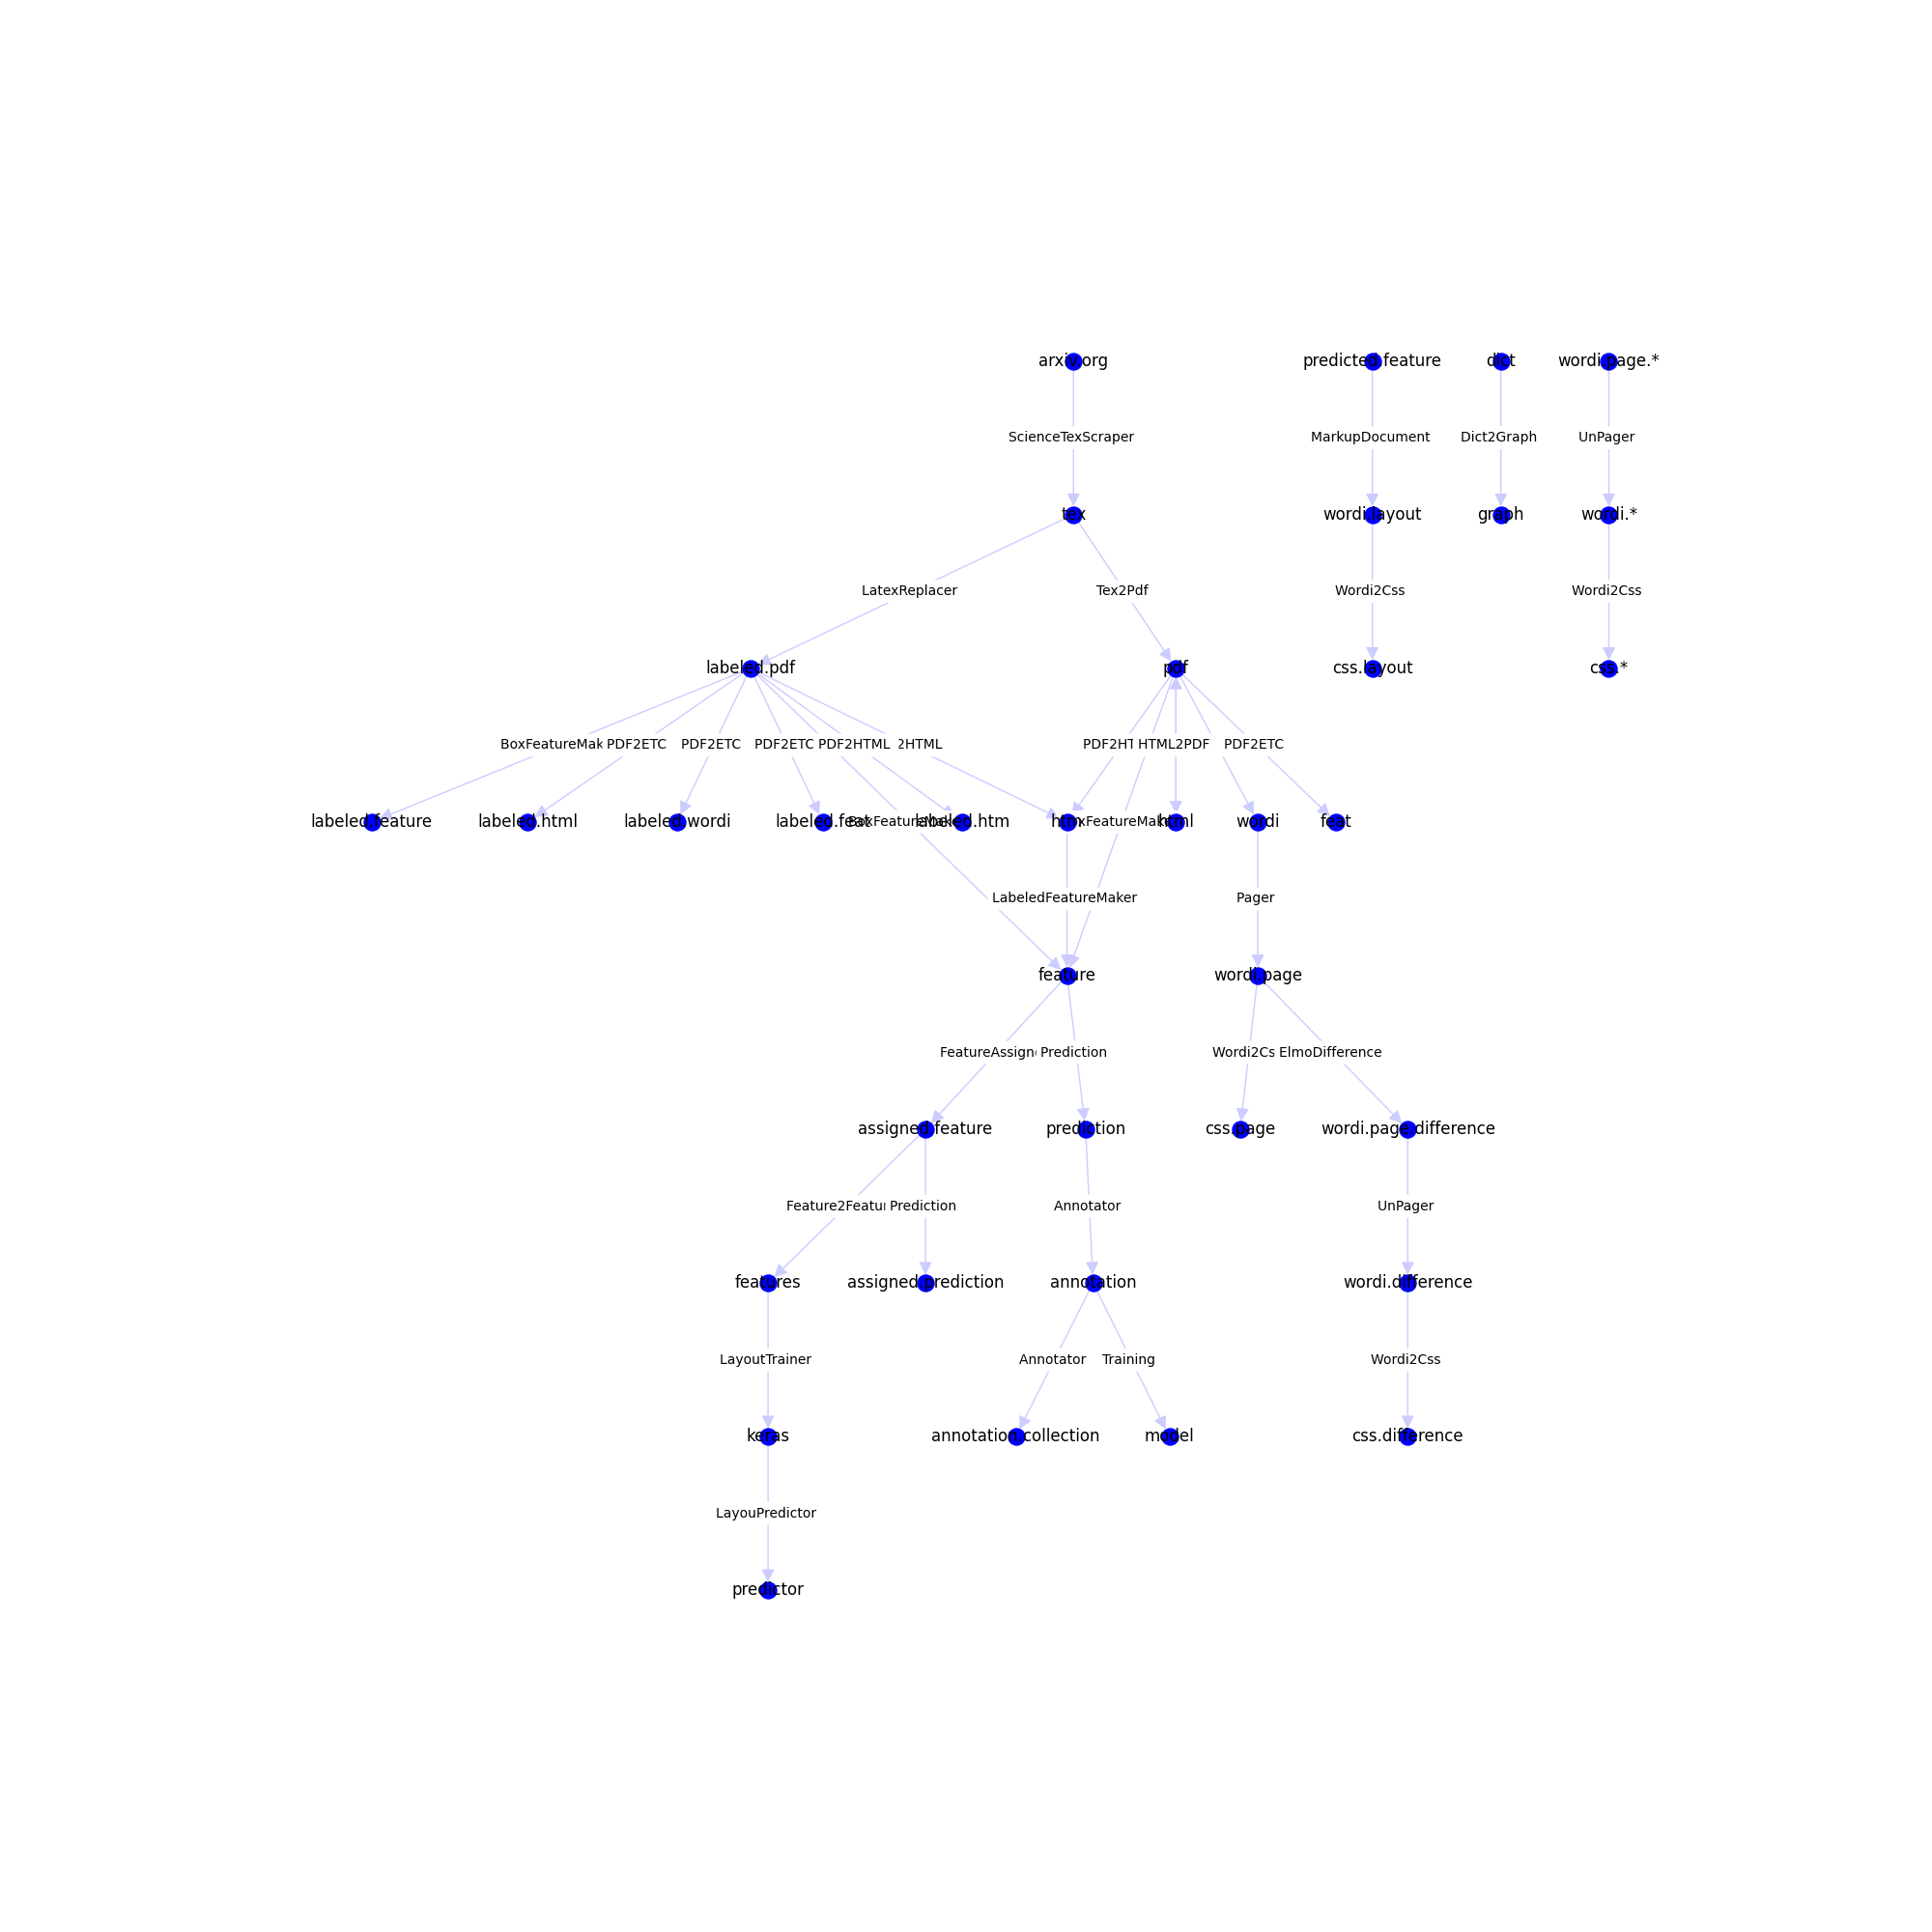 arxiv.org predicted.feature dict wordi.page.*
ScienceTexScraper MarkupDocument Dict2Graph UnPager
tex wordi.layout graph wordi.*
LatexReplacer Tex2Pdf Wordi2Css Wordi2Css
labeled.pdf pdf css.layout css.*
BoxFeatureMak PDF2ETC PDF2ETC PDF2ETC PDF2HTML 2HTML PDF2HT HTML2PDF PDF2ETC
labeled.feature labeled.html labeled.wordi labeled.feat BoxFeatureMak labeled.htm htm xFeatureMake html wordi feat
LabeledFeatureMaker Pager
feature wordi.page
FeatureAssign Prediction Wordi2Cs ElmoDifference
assigned.feature prediction css.page wordi.page.difference
Feature2Featur Prediction Annotator UnPager
features assigned.prediction annotation wordi.difference
LayoutTrainer Annotator Training Wordi2Css
keras annotation.collection model css.difference
LayouPredictor
predictor